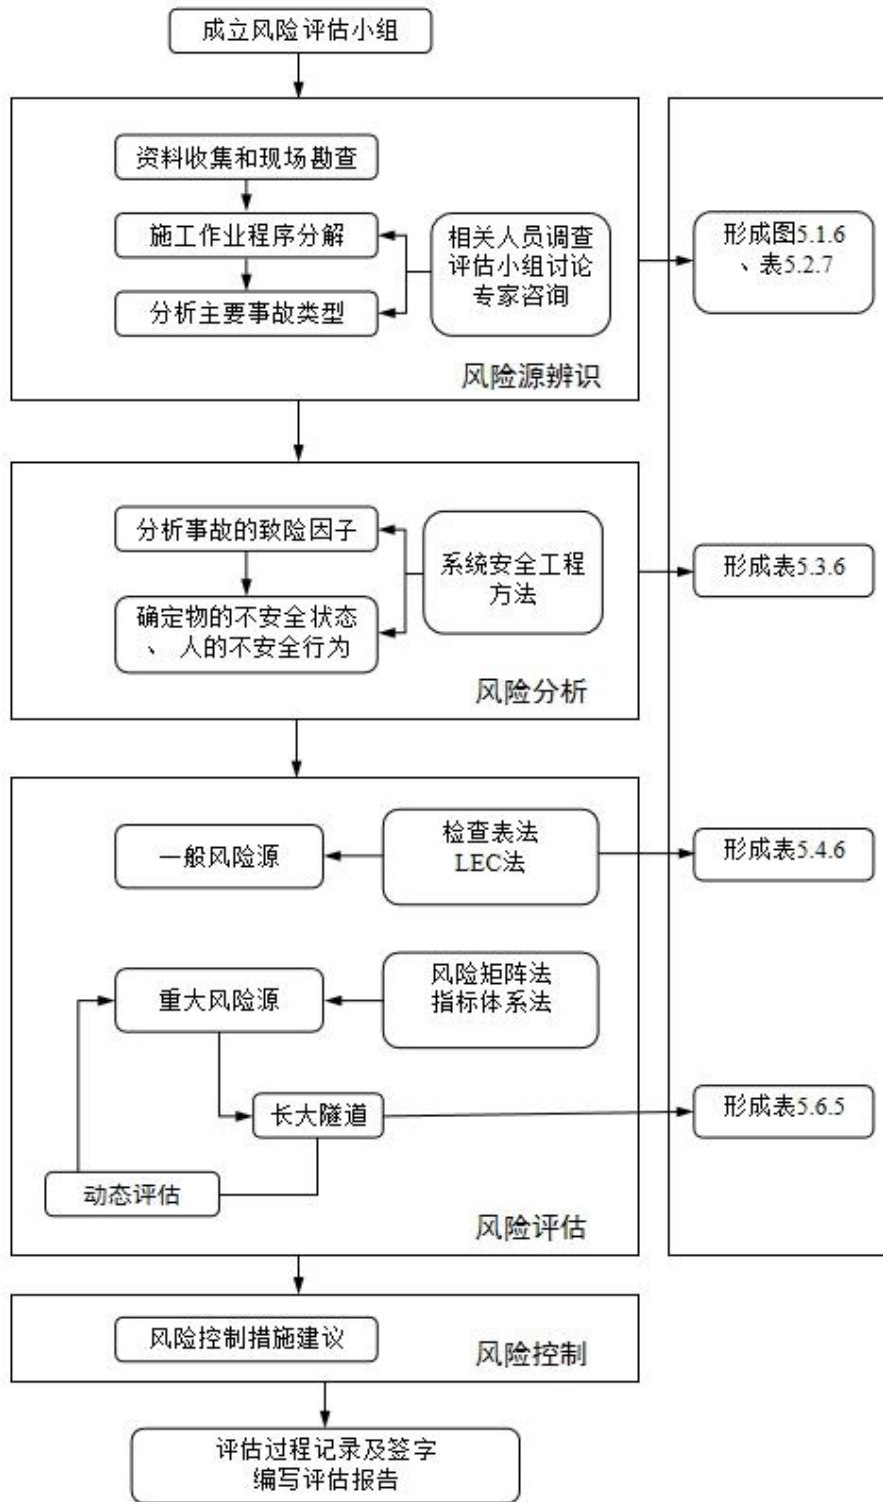 成立风险评估小组
资料收集和现场勘查
施工作业程序分解
分析主要事故类型
相关人员调查
评估小组讨论
专家咨询
风险源辨识
形成图5.1.6
、表5.2.7
分析事故的致险因子
确定物的不安全状态
、 人的不安全行为
系统安全工程
方法
风险分析
形成表5.3.6
一般风险源
检查表法
LEC法
形成表5.4.6
重大风险源
风险矩阵法
指标体系法
长大隧道
形成表5.6.5
动态评估
风险评估
风险控制措施建议
风险控制
评估过程记录及签字
编写评估报告